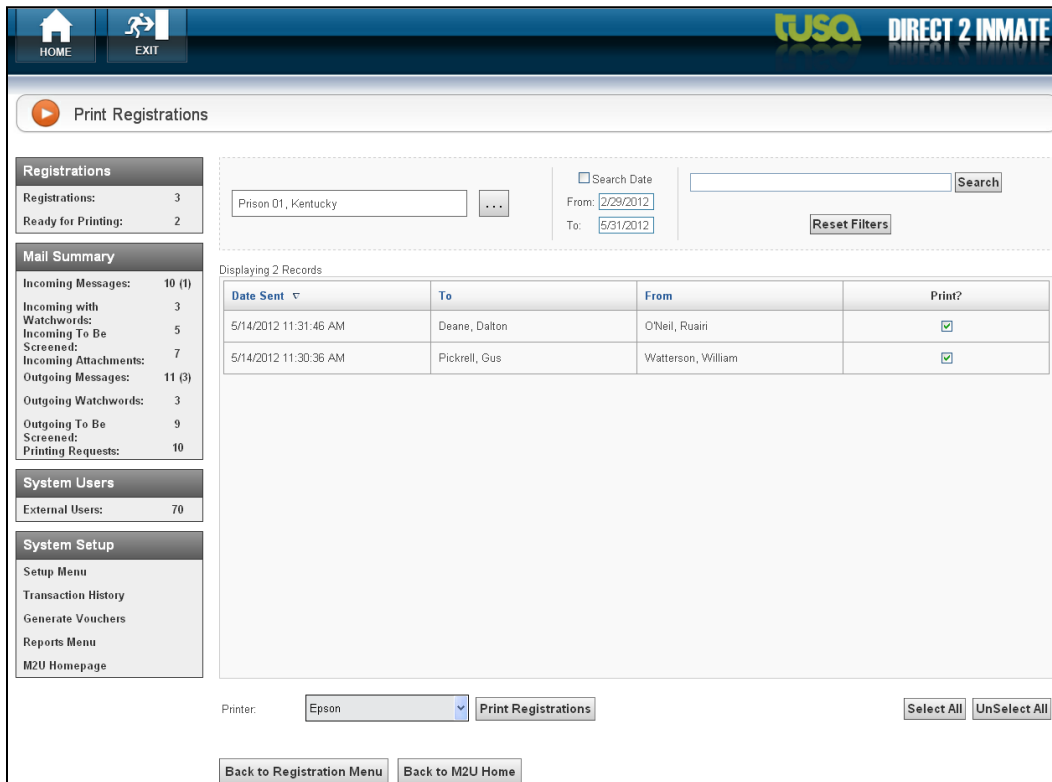 HOME
EXIT
tusa DIRECT 2 INMATE
Print Registrations
Registrations
Registrations: 3
Ready for Printing: 2
Mail Summary
Incoming Messages: 10 (1)
Incoming with
Watchwords: 3
Incoming To Be
Screened: 5
Incoming Attachments: 7
Outgoing Messages: 11 (3)
Outgoing Watchwords: 3
Outgoing To Be
Screened: 9
Printing Requests: 10
System Users
External Users: 70
System Setup
Setup Menu
Transaction History
Generate Vouchers
Reports Menu
M2U Homepage
Prison 01, Kentucky ...
Search Date
From: 2/29/2012
To: 5/31/2012
Search
Reset Filters
Displaying 2 Records
Date Sent To From Print?
5/14/2012 11:31:46 AM Deane, Dalton O'Neil, Ruairi
5/14/2012 11:30:36 AM Pickrell, Gus Watterson, William
Printer: Epson Print Registrations Select All UnSelect All
Back to Registration Menu Back to M2U Home